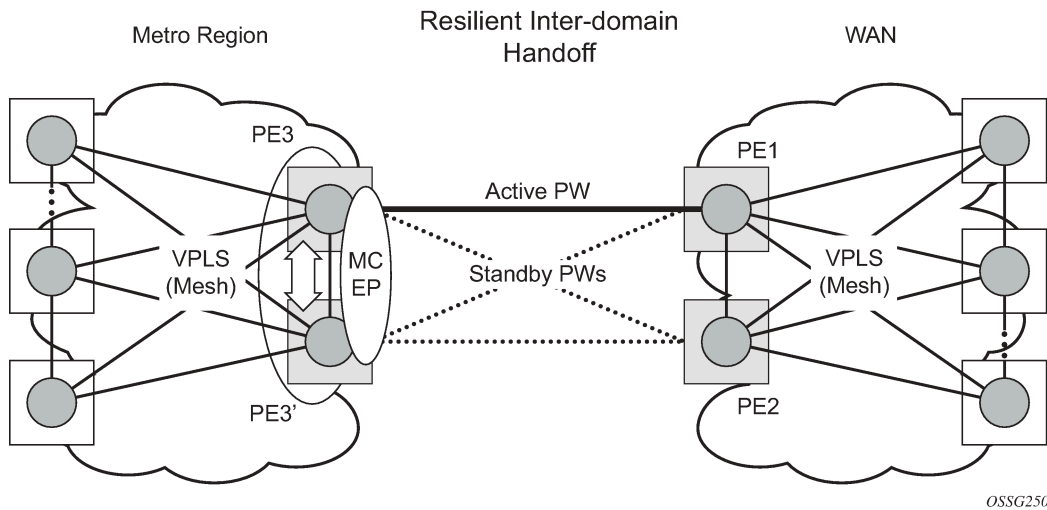 Resilient Inter-domain
Handoff
Metro Region
WAN
PE3
PE1
Active PW
VPLS
(Mesh)
MC
EP
Standby PWs
VPLS
(Mesh)
PE3’
PE2
OSSG250